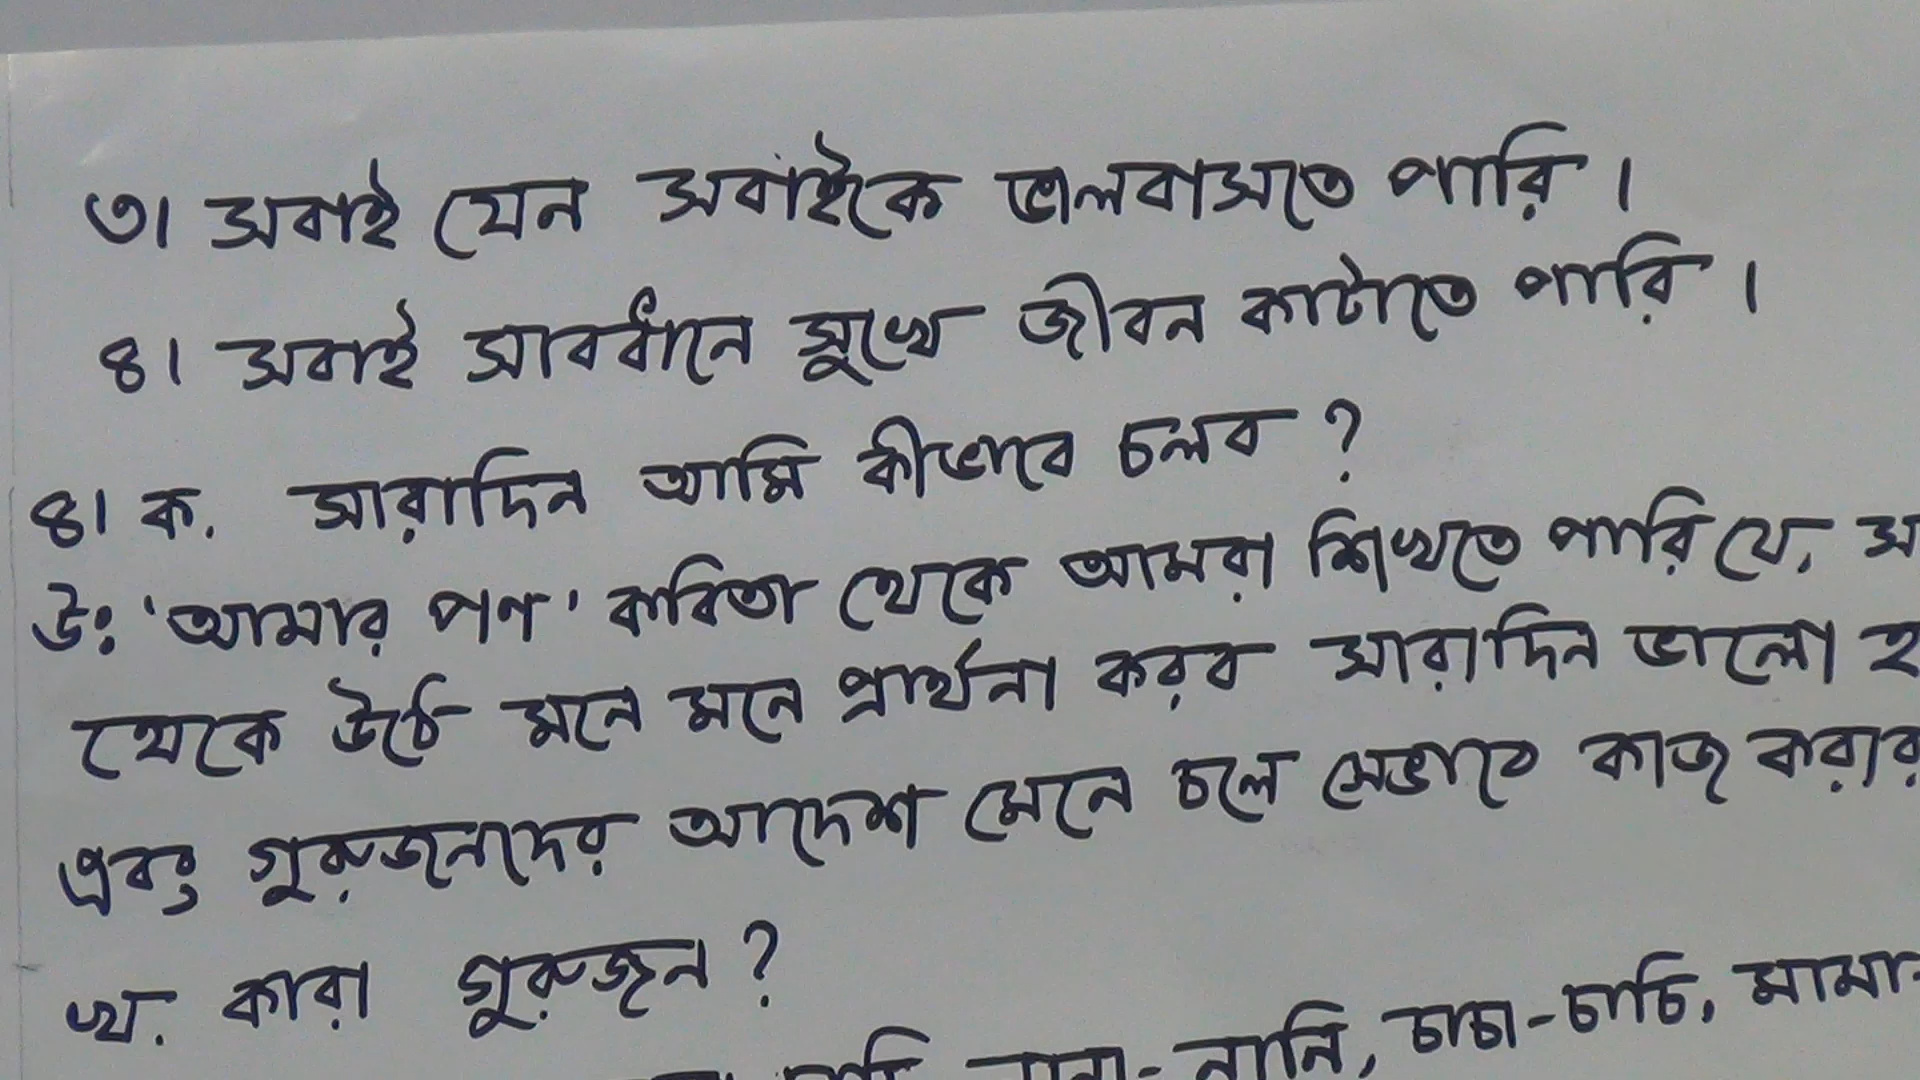 ৩। সবাই যেন সবাইকে ভালবাসতে পারি।
৪। সবাই সাবধানে সুখে জীবন কাটাতে পারি।
৪। ক. সারাদিন আমি কীভাবে চলব?
উঃ 'আমার পণ' কবিতা থেকে আমরা শিখতে পারি যে, স
থেকে উঠে মনে মনে প্রার্থনা করব সারাদিন ভালো হ
এবং গুরুজনদের আদেশ মেনে চলে সেভাবে কাজ করার
খ. কারা গুরুজন?
নানা-নানি, চাচা-চাচি, মামা-